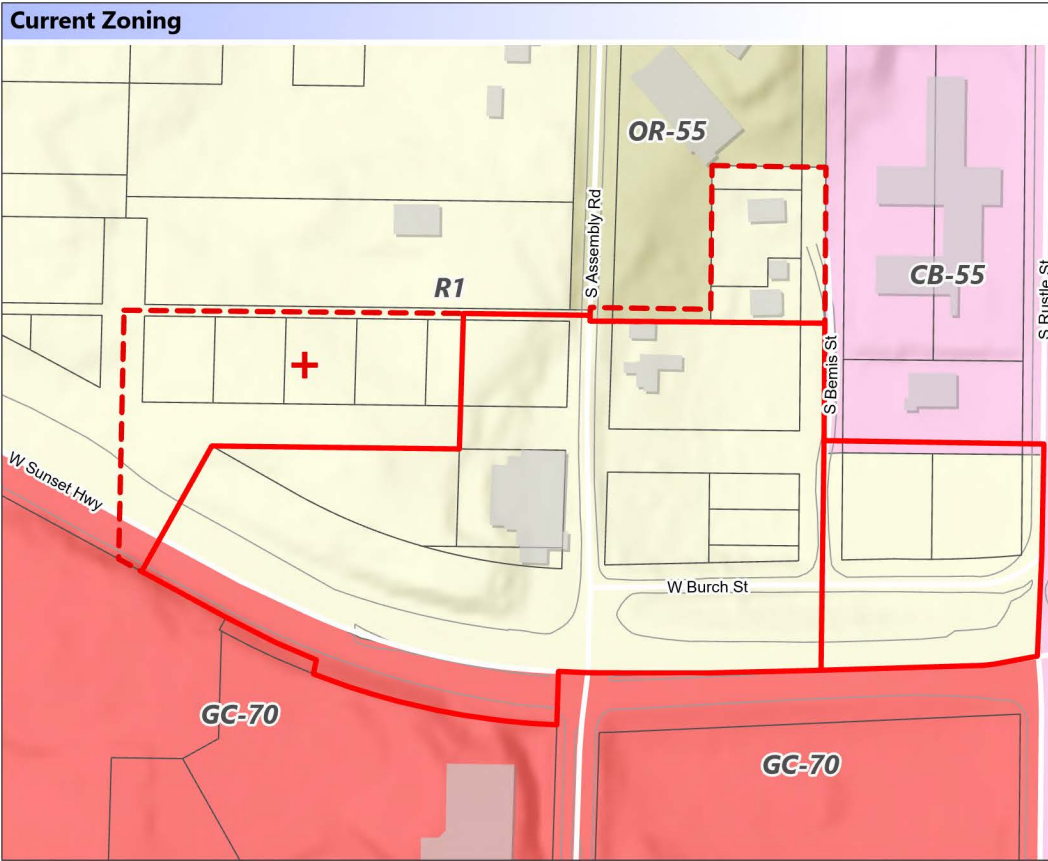 Current Zoning
OR-55
S Assembly Rd
CB-55
R1
S Rustle St
S Bemis St
W Sunset Hwy
W Burch St
GC-70
GC-70